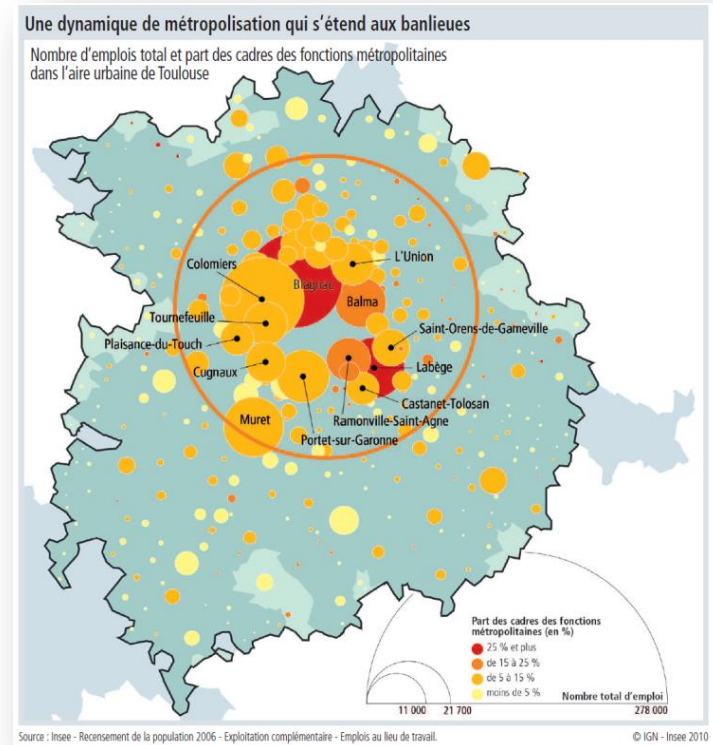 Une dynamique de métropolisation qui s'étend aux banlieues
Nombre d'emplois total et part des cadres des fonctions métropolitaines
dans l'aire urbaine de Toulouse
L'Union
Colomiers
Blagnac
Balma
Tournefeuille
Saint-Orens-de-Gameville
Plaisance-du-Touch
Labège
Cugnaux
Castanet-Tolosan
Muret
Ramonville-Saint-Agne
Portet-sur-Garonne
Part des cadres des fonctions
métropolitaines (en %)
25 % et plus
de 15 à 25 %
de 5 à 15 %
moins de 5 %
Nombre total d'emploi
11 000 21 700 278 000
Source : Insee - Recensement de la population 2006 - Exploitation complémentaire - Emplois au lieu de travail.
© IGN - Insee 2010